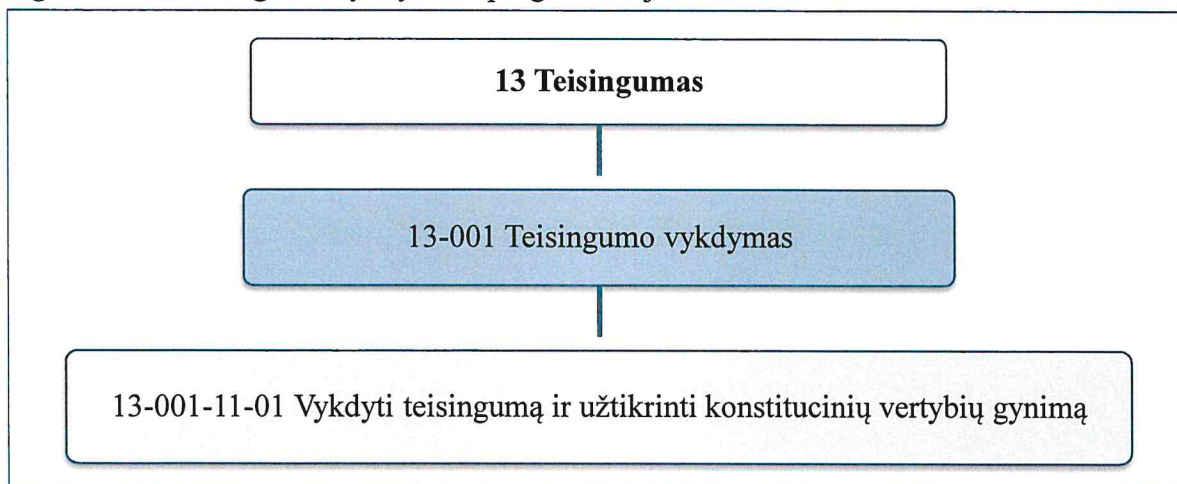 13 Teisingumas
13-001 Teisingumo vykdymas
13-001-11-01 Vykdyti teisingumą ir užtikrinti konstitucinių vertybių gynimą